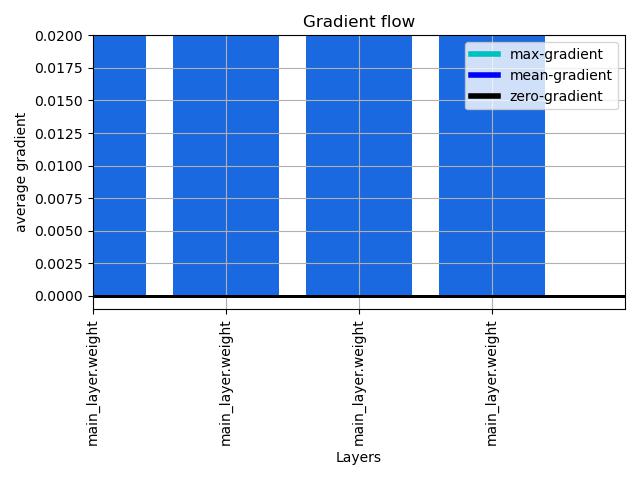 Gradient flow
0.0200
0.0175
0.0150
0.0125
0.0100
0.0075
0.0050
0.0025
0.0000
average gradient
max-gradient
mean-gradient
zero-gradient
main_layer.weight
main_layer.weight
main_layer.weight
main_layer.weight
Layers